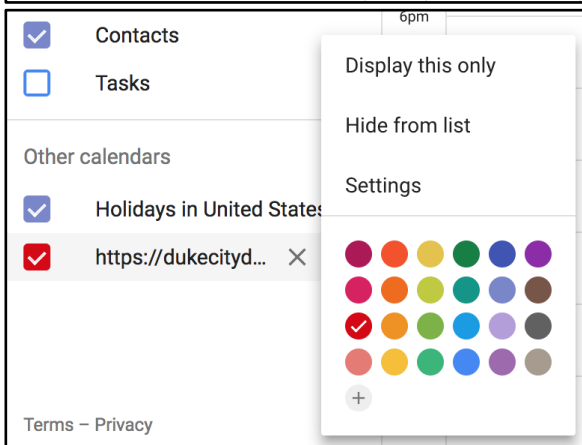 6pm
Contacts
Tasks
Other calendars
Holidays in United States
https://dukecityd...
Terms – Privacy
Display this only
Hide from list
Settings